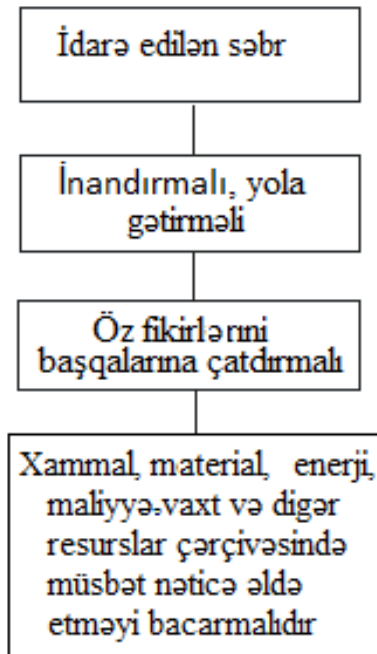 İdarə edilən səbr
İnandırmalı, yola
gətirməli
Öz fikirlərini
başqalarına çatdırmalı
Xammal, material, enerji,
maliyyə-vaxt və digər
resurslar çərçivəsində
müsbət nəticə əldə
etməyi bacarmalıdır